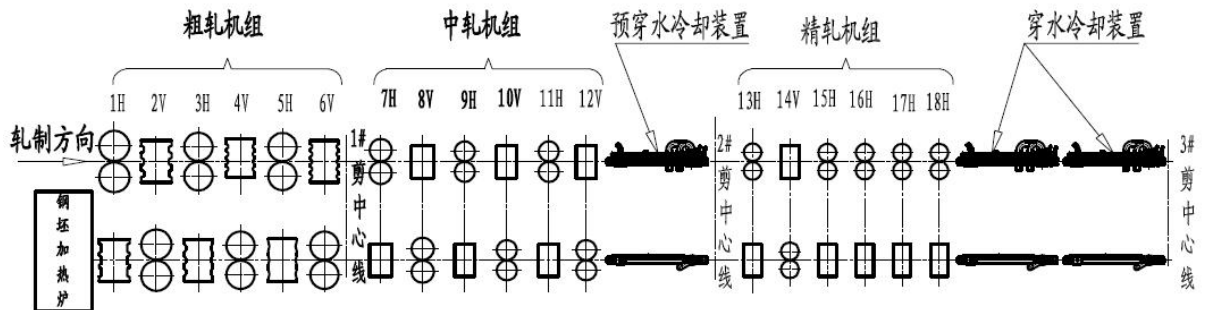 粗轧机组
中轧机组
预穿水冷却装置
精轧机组
穿水冷却装置
1H 2V 3H 4V 5H 6V
7H 8V 9H 10V 11H 12V
13H 14V 15H 16H 17H 18H
轧制方向
1#剪中心线
2#剪中心线
3#剪中心线
钢坯加热炉